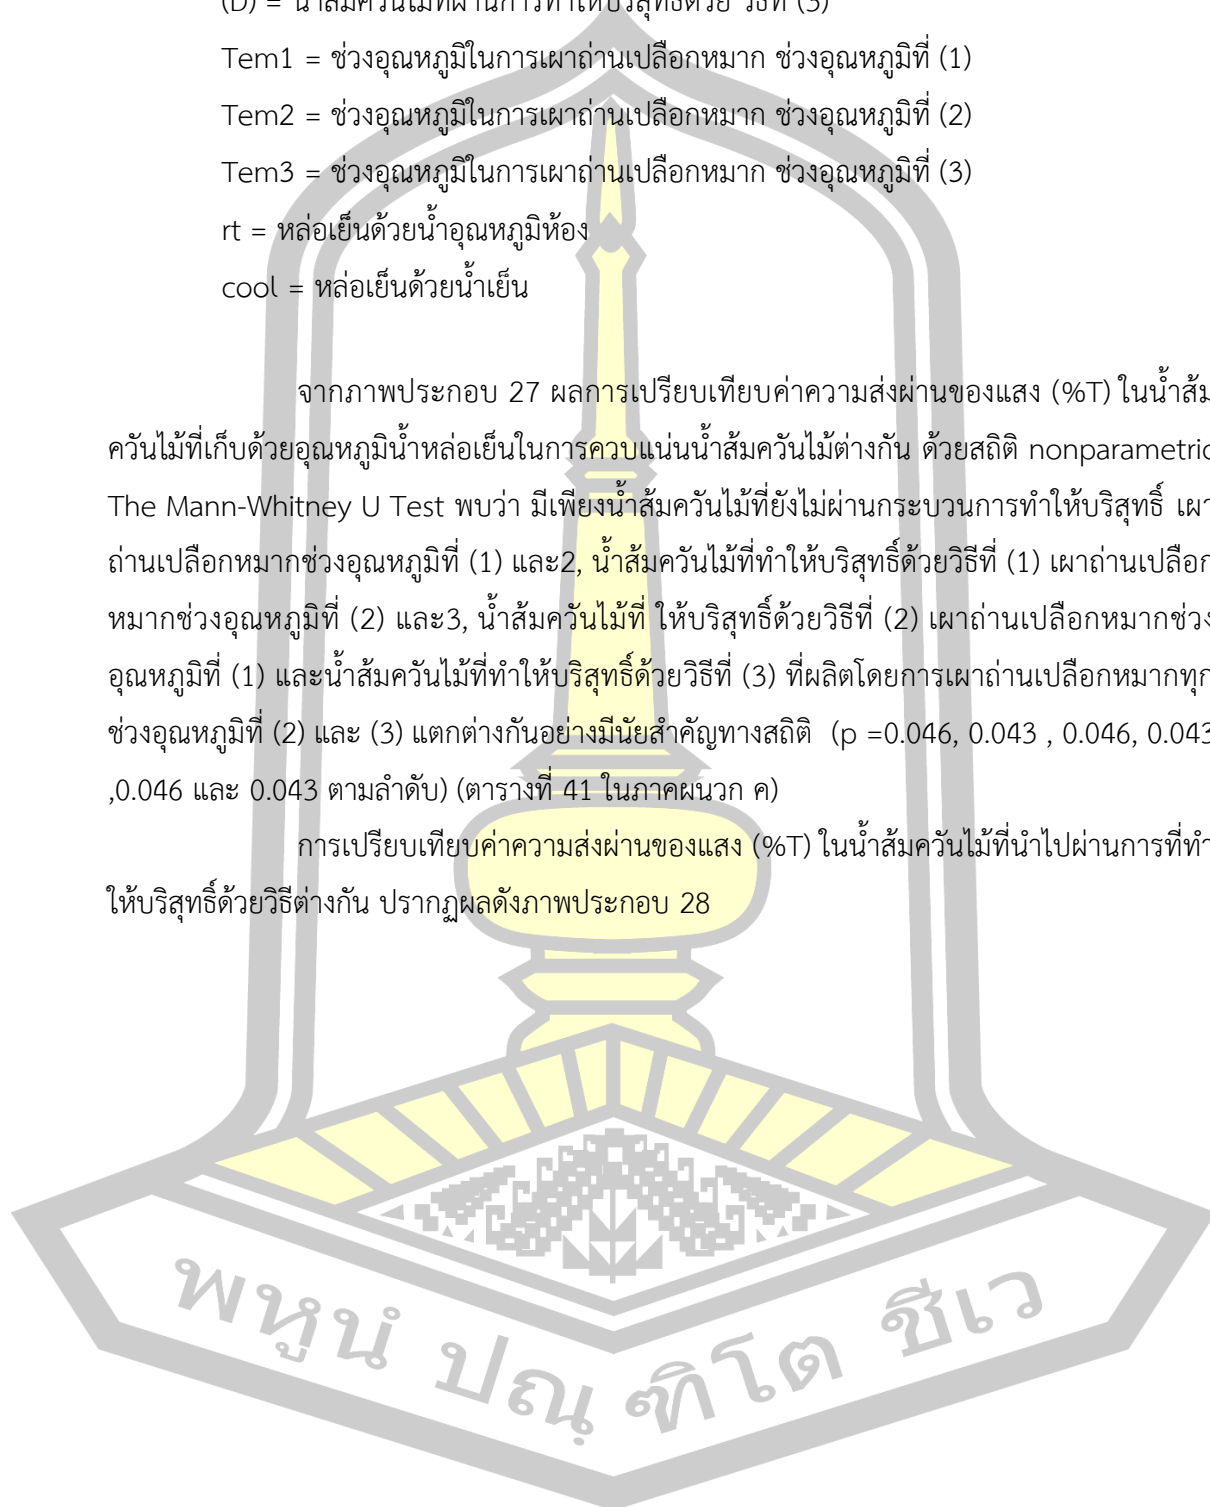 (D) = น้ำส้มควันไม้ที่ผ่านการทำให้บริสุทธิ์ด้วย วิธีที่ (3)
Tem1 = ช่วงอุณหภูมิในการเผาถ่านเปลือกหมาก ช่วงอุณหภูมิที่ (1)
Tem2 = ช่วงอุณหภูมิในการเผาถ่านเปลือกหมาก ช่วงอุณหภูมิที่ (2)
Tem3 = ช่วงอุณหภูมิในการเผาถ่านเปลือกหมาก ช่วงอุณหภูมิที่ (3)
rt = หล่อเย็นด้วยน้ำอุณหภูมิห้อง
cool = หล่อเย็นด้วยน้ำเย็น
จากภาพประกอบ 27 ผลการเปรียบเทียบค่าความส่งผ่านของแสง (%T) ในน้ำส้ม
ควันไม้ที่เก็บด้วยอุณหภูมิน้ำหล่อเย็นในการควบแน่นน้ำส้มควันไม้ต่างกัน ด้วยสถิติ nonparametric
The Mann-Whitney U Test พบว่า มีเพียงน้ำส้มควันไม้ที่ยังไม่ผ่านกระบวนการทำให้บริสุทธิ์ เผา
ถ่านเปลือกหมากช่วงอุณหภูมิที่ (1) และ2, น้ำส้มควันไม้ที่ทำให้บริสุทธิ์ด้วยวิธีที่ (1) เผาถ่านเปลือก
หมากช่วงอุณหภูมิที่ (2) และ3, น้ำส้มควันไม้ที่ ให้บริสุทธิ์ด้วยวิธีที่ (2) เผาถ่านเปลือกหมากช่วง
อุณหภูมิที่ (1) และน้ำส้มควันไม้ที่ทำให้บริสุทธิ์ด้วยวิธีที่ (3) ที่ผลิตโดยการเผาถ่านเปลือกหมากทุก
ช่วงอุณหภูมิที่ (2) และ (3) แตกต่างกันอย่างมีนัยสำคัญทางสถิติ (p =0.046, 0.043 , 0.046, 0.043
,0.046 และ 0.043 ตามลำดับ) (ตารางที่ 41 ในภาคผนวก ค)
การเปรียบเทียบค่าความส่งผ่านของแสง (%T) ในน้ำส้มควันไม้ที่นำไปผ่านการที่ทำ
ให้บริสุทธิ์ด้วยวิธีต่างกัน ปรากฏผลดังภาพประกอบ 28
พหูนํ ปณฺฑิโต ชีเว